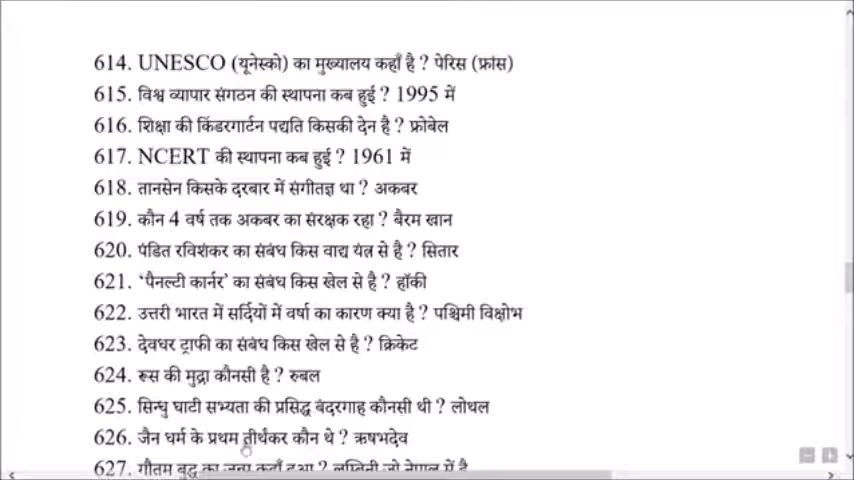 614. UNESCO (यूनेस्को) का मुख्यालय कहाँ है ? पेरिस (फ्रांस)
615. विश्व व्यापार संगठन की स्थापना कब हुई ? 1995 में
616. शिक्षा की किंडरगार्टन पद्यति किसकी देन है ? फ्रोबेल
617. NCERT की स्थापना कब हुई ? 1961 में
618. तानसेन किसके दरबार में संगीतज्ञ था ? अकबर
619. कौन 4 वर्ष तक अकबर का संरक्षक रहा ? बैरम खान
620. पंडित रविशंकर का संबंध किस वाद्य यंत्र से है ? सितार
621. ‘पैनल्टी कार्नर’ का संबंध किस खेल से है ? हॉकी
622. उत्तरी भारत में सर्दियों में वर्षा का कारण क्या है ? पश्चिमी विक्षोभ
623. देवधर ट्राफी का संबंध किस खेल से है ? क्रिकेट
624. रूस की मुद्रा कौनसी है ? रुबल
625. सिन्धु घाटी सभ्यता की प्रसिद्ध बंदरगाह कौनसी थी ? लोथल
626. जैन धर्म के प्रथम तीर्थंकर कौन थे ? ऋषभदेव
627. गौतम बुद्ध का जन्म कहाँ हुआ ? लुम्बिनी जो नेपाल में है